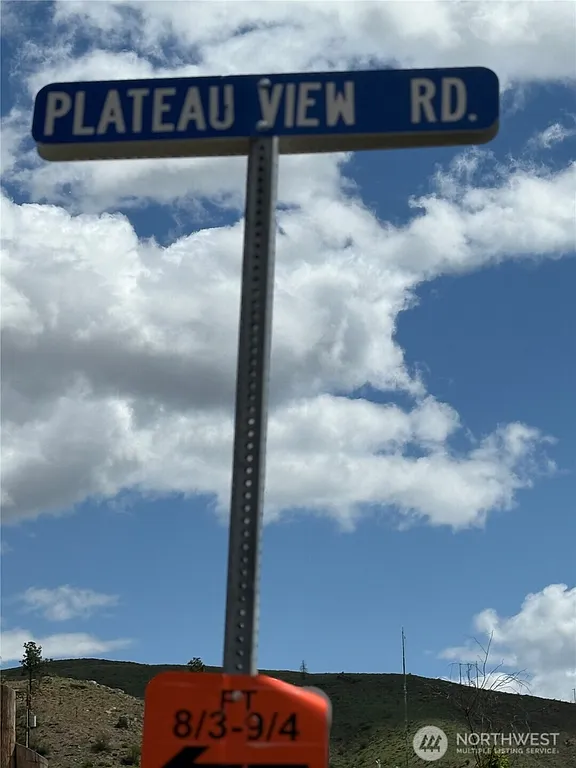 PLATEAU VIEW RD.
FT
8/3-9/4
NORTHWEST
MULTIPLE LISTING SERVICE®